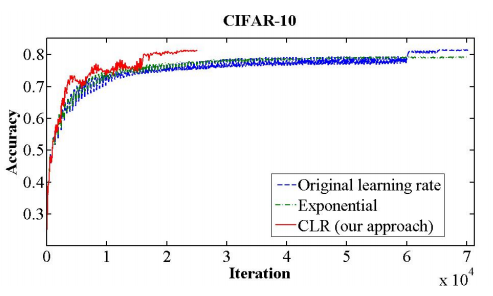 CIFAR-10
Accuracy
0.8
0.7
0.6
0.5
0.4
0.3
Original learning rate
Exponential
CLR (our approach)
0 1 2 3 4 5 6 7
Iteration
x 10^4